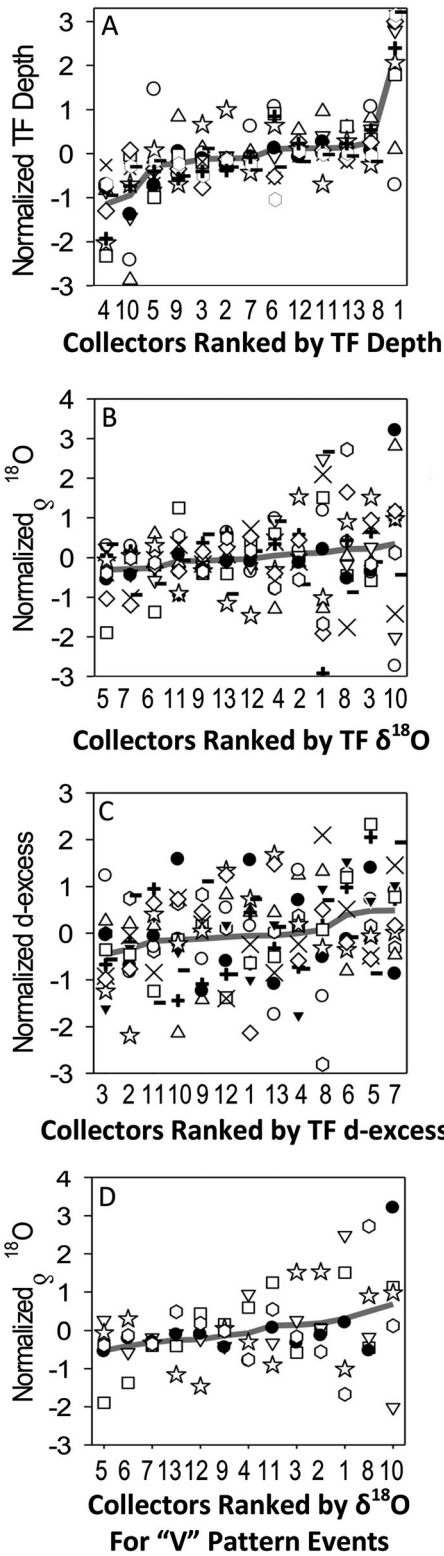 A
3
2
1
0
-1
-2
-3
Normalized TF Depth
4 10 5 9 3 2 7 6 12 11 13 8 1
Collectors Ranked by TF Depth
B
4
3
2
1
0
-1
-2
-3
Normalized δ 18O
5 7 6 11 9 13 12 4 2 1 8 3 10
Collectors Ranked by TF δ18O
C
3
2
1
0
-1
-2
-3
Normalized d-excess
3 2 11 10 9 12 1 13 4 8 6 5 7
Collectors Ranked by TF d-excess
D
4
3
2
1
0
-1
-2
-3
Normalized δ 18O
5 6 7 13 12 9 4 11 3 2 1 8 10
Collectors Ranked by δ18O
For “V” Pattern Events